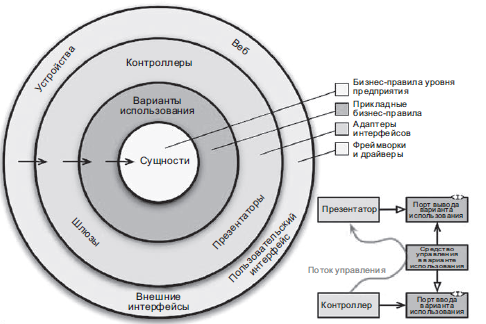 Устройства
Веб
Контроллеры
Варианты
использования
Сущности
Шлюзы
Презентаторы
Пользовательский
интерфейс
Внешние
интерфейсы
Бизнес-правила уровня
предприятия
Прикладные
бизнес-правила
Адаптеры
интерфейсов
Фреймворки
и драйверы
Презентатор
Порт вывода
варианта
использования
<I>
Средство
управления
в варианте
использования
Поток управления
Контроллер
Порт ввода
варианта
использования
<I>